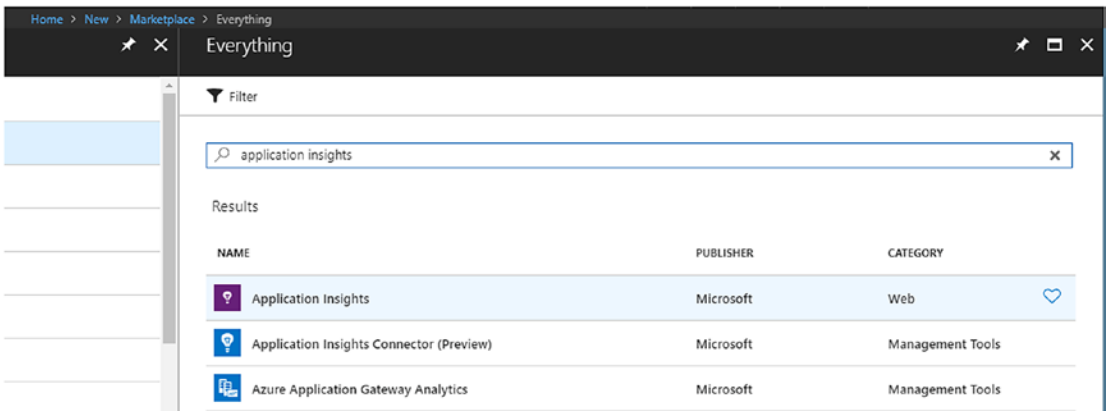 Home > New > Marketplace > Everything
Everything
Filter
application insights
Results
NAME PUBLISHER CATEGORY
Application Insights Microsoft Web
Application Insights Connector (Preview) Microsoft Management Tools
Azure Application Gateway Analytics Microsoft Management Tools